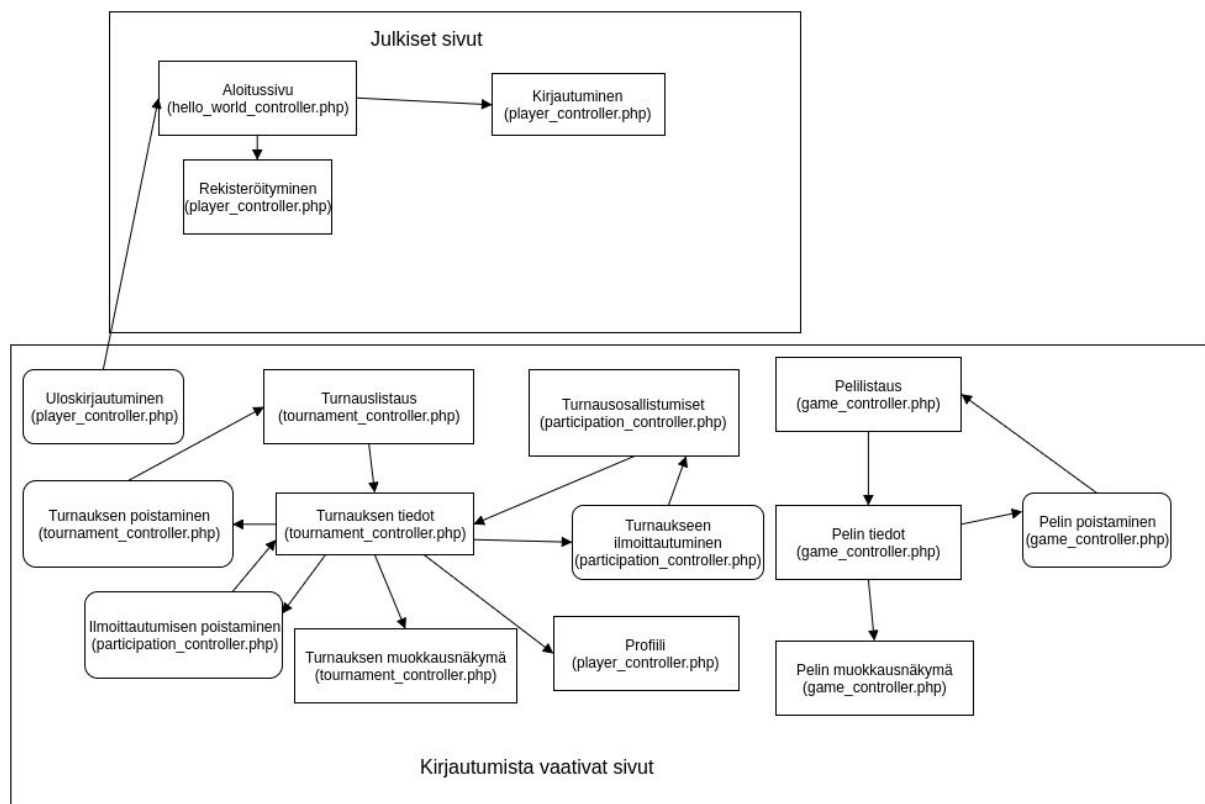 Julkiset sivut
Aloitussivu
(hello_world_controller.php)
Kirjautuminen
(player_controller.php)
Rekisteröityminen
(player_controller.php)
Uloskirjautuminen
(player_controller.php)
Turnauslistaus
(tournament_controller.php)
Turnausosallistumiset
(participation_controller.php)
Pelilistaus
(game_controller.php)
Turnauksen poistaminen
(tournament_controller.php)
Turnauksen tiedot
(tournament_controller.php)
Turnaukseen
ilmoittautuminen
(participation_controller.php)
Pelin tiedot
(game_controller.php)
Pelin poistaminen
(game_controller.php)
Ilmoittautumisen poistaminen
(participation_controller.php)
Turnauksen muokkausnäkymä
(tournament_controller.php)
Profiili
(player_controller.php)
Pelin muokkausnäkymä
(game_controller.php)
Kirjautumista vaativat sivut